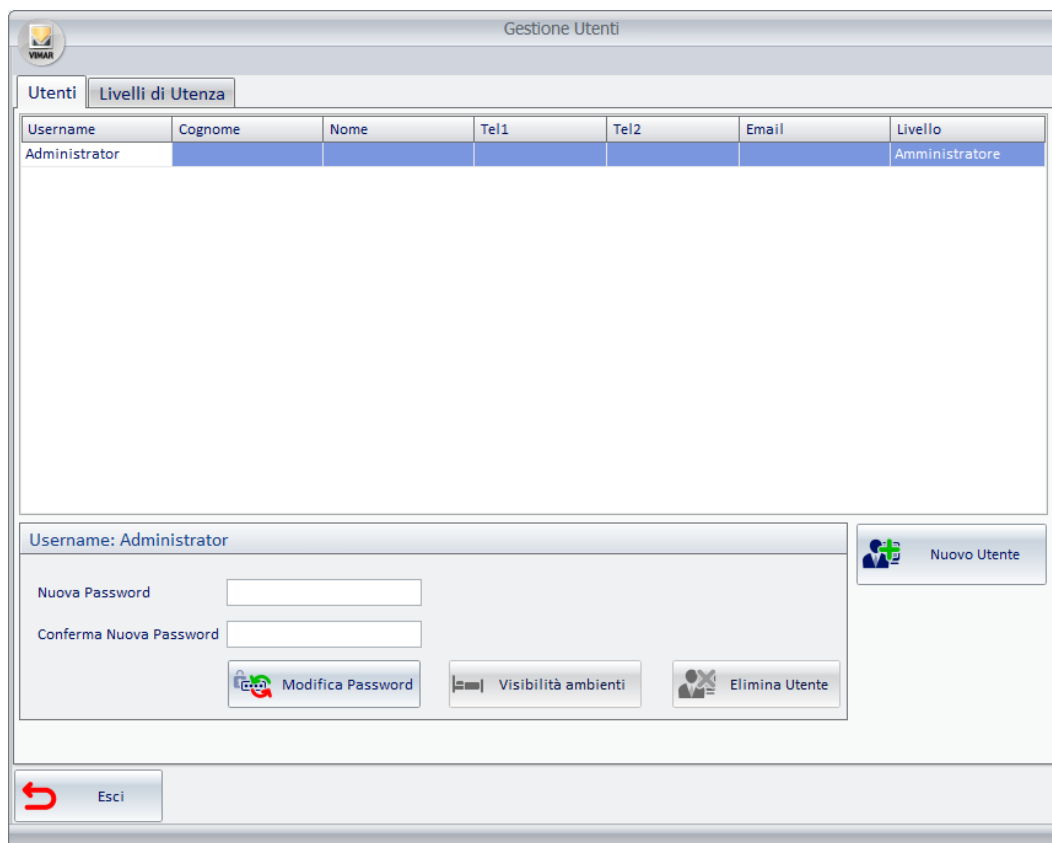 Gestione Utenti
VIMAR
Utenti Livelli di Utenza
Username Cognome Nome Tel1 Tel2 Email Livello
Administrator Amministratore
Username: Administrator
Nuovo Utente
Nuova Password
Conferma Nuova Password
Modifica Password Visibilità ambienti Elimina Utente
Esci